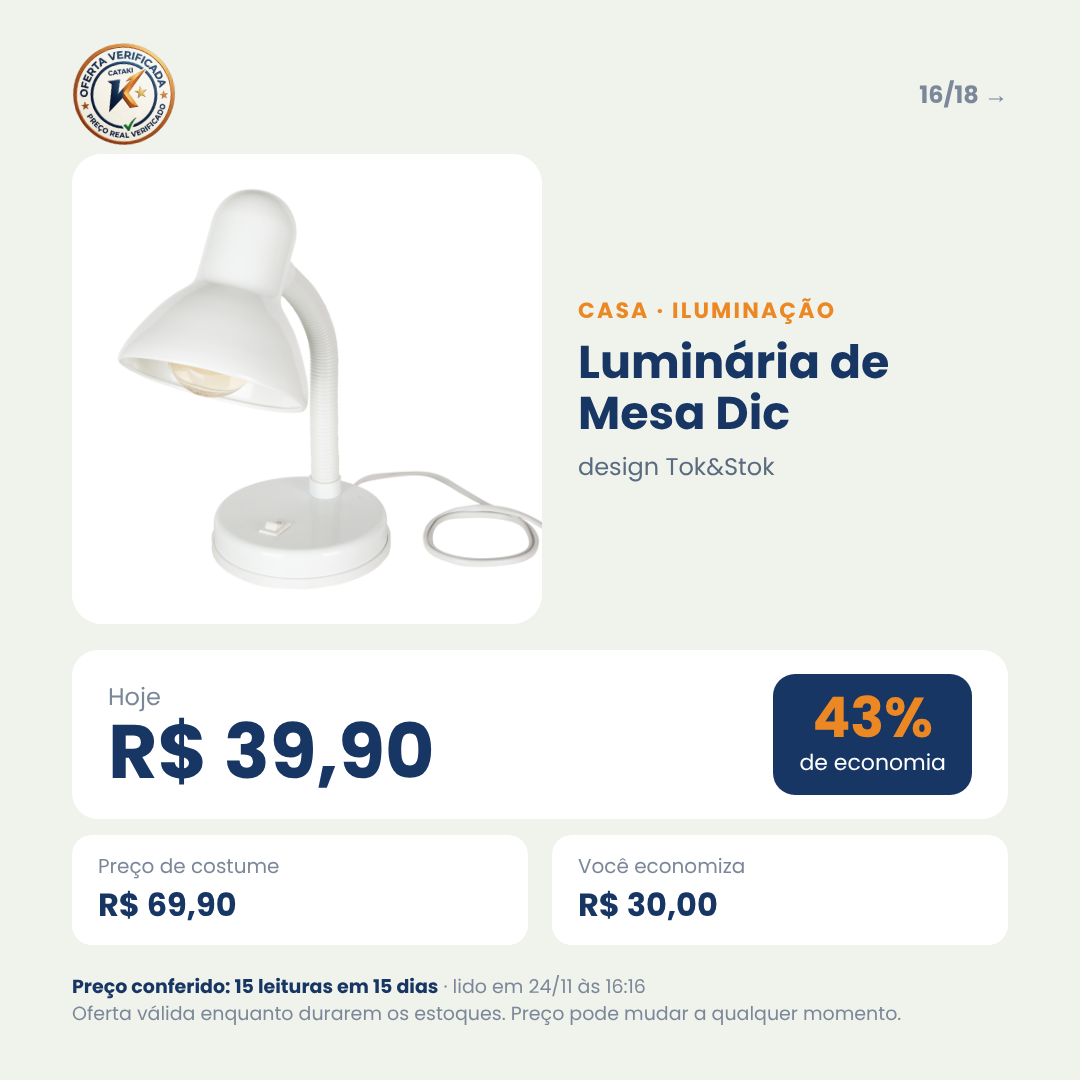 OFERTA VERIFICADA
CATAKI
K
PREÇO REAL VERIFICADO
16/18 →
CASA · ILUMINAÇÃO
Luminária de
Mesa Dic
design Tok&Stok
Hoje
R$ 39,90
43%
de economia
Preço de costume
R$ 69,90
Você economiza
R$ 30,00
Preço conferido: 15 leituras em 15 dias · lido em 24/11 às 16:16
Oferta válida enquanto durarem os estoques. Preço pode mudar a qualquer momento.